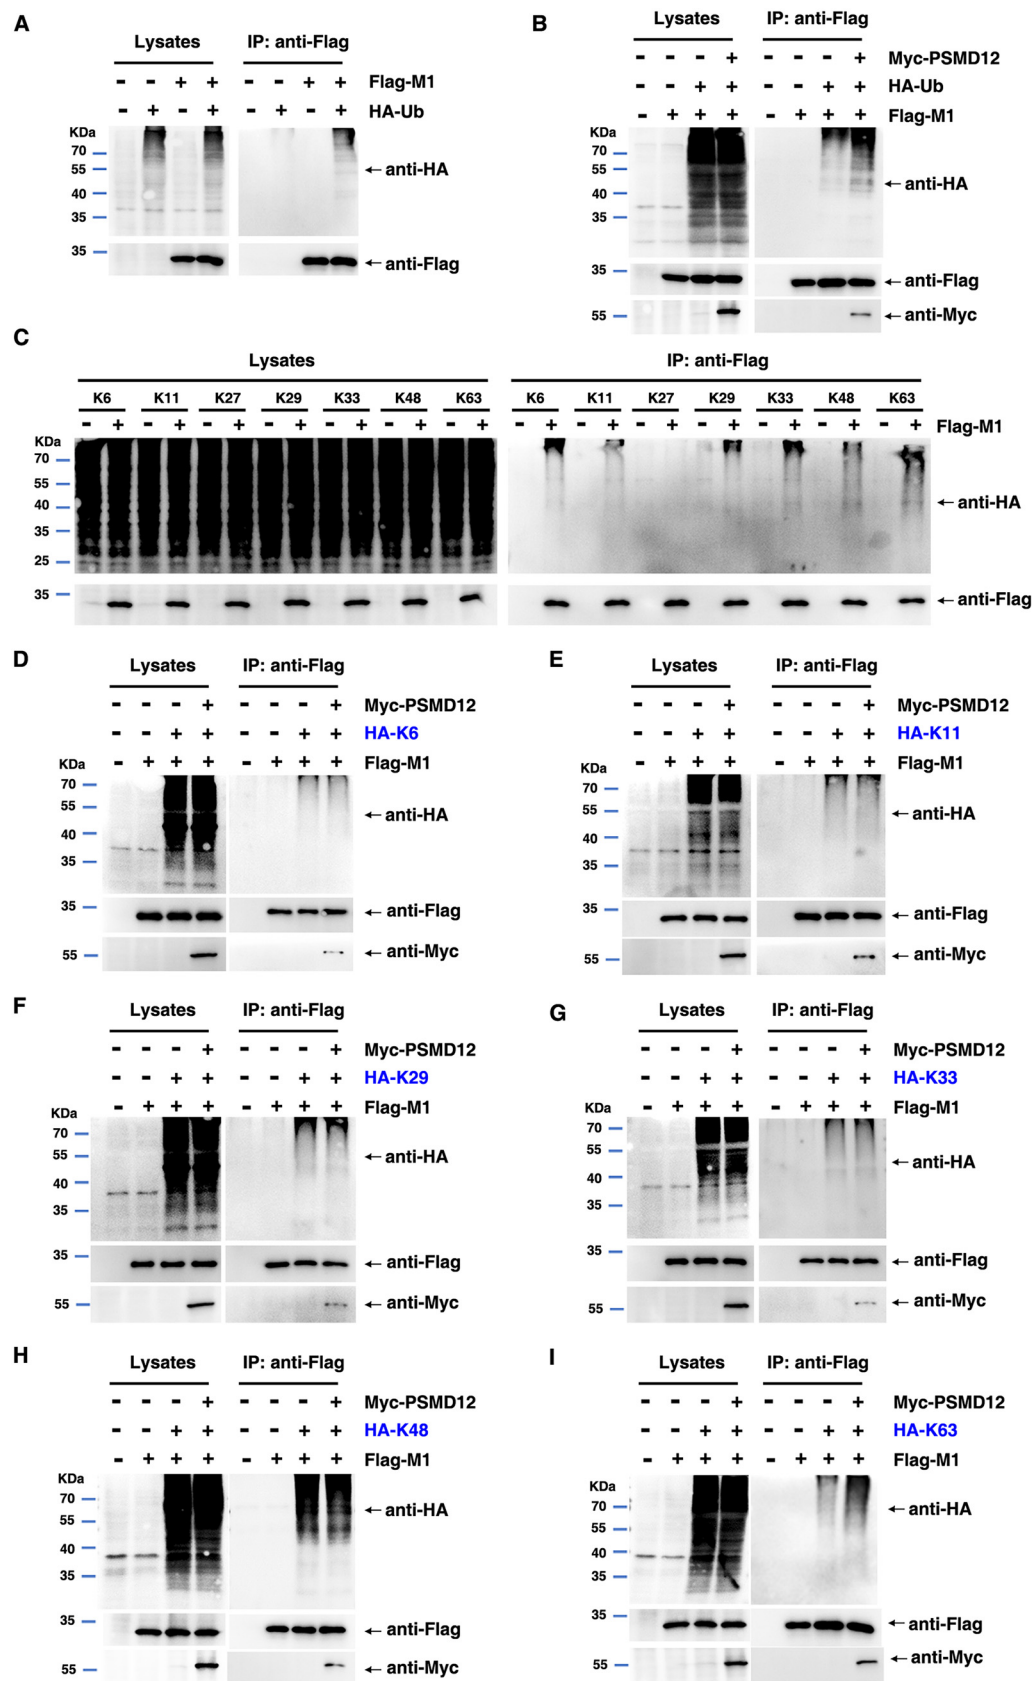 A
Lysates IP: anti-Flag
- - + + - - + + Flag-M1
- + - + - + - + HA-Ub
KDa
70
55
40
35
anti-HA
35
anti-Flag
B
Lysates IP: anti-Flag
- - - + - - - + Myc-PSMD12
- - + + - - + + HA-Ub
- + + + - + + + Flag-M1
KDa
70
55
40
35
anti-HA
35
anti-Flag
55
anti-Myc
C
Lysates IP: anti-Flag
K6 K11 K27 K29 K33 K48 K63 K6 K11 K27 K29 K33 K48 K63
- + - + - + - + - + - + - + - + - + - + - + - + - + - + Flag-M1
KDa
70
55
40
35
25
anti-HA
35
anti-Flag
D
Lysates IP: anti-Flag
- - - + - - - + Myc-PSMD12
- - + + - - + + HA-K6
- + + + - + + + Flag-M1
KDa
70
55
40
35
anti-HA
35
anti-Flag
55
anti-Myc
E
Lysates IP: anti-Flag
- - - + - - - + Myc-PSMD12
- - + + - - + + HA-K11
- + + + - + + + Flag-M1
KDa
70
55
40
35
anti-HA
35
anti-Flag
55
anti-Myc
F
Lysates IP: anti-Flag
- - - + - - - + Myc-PSMD12
- - + + - - + + HA-K29
- + + + - + + + Flag-M1
KDa
70
55
40
35
anti-HA
35
anti-Flag
55
anti-Myc
G
Lysates IP: anti-Flag
- - - + - - - + Myc-PSMD12
- - + + - - + + HA-K33
- + + + - + + + Flag-M1
KDa
70
55
40
35
anti-HA
35
anti-Flag
55
anti-Myc
H
Lysates IP: anti-Flag
- - - + - - - + Myc-PSMD12
- - + + - - + + HA-K48
- + + + - + + + Flag-M1
KDa
70
55
40
35
anti-HA
35
anti-Flag
55
anti-Myc
I
Lysates IP: anti-Flag
- - - + - - - + Myc-PSMD12
- - + + - - + + HA-K63
- + + + - + + + Flag-M1
KDa
70
55
40
35
anti-HA
35
anti-Flag
55
anti-Myc